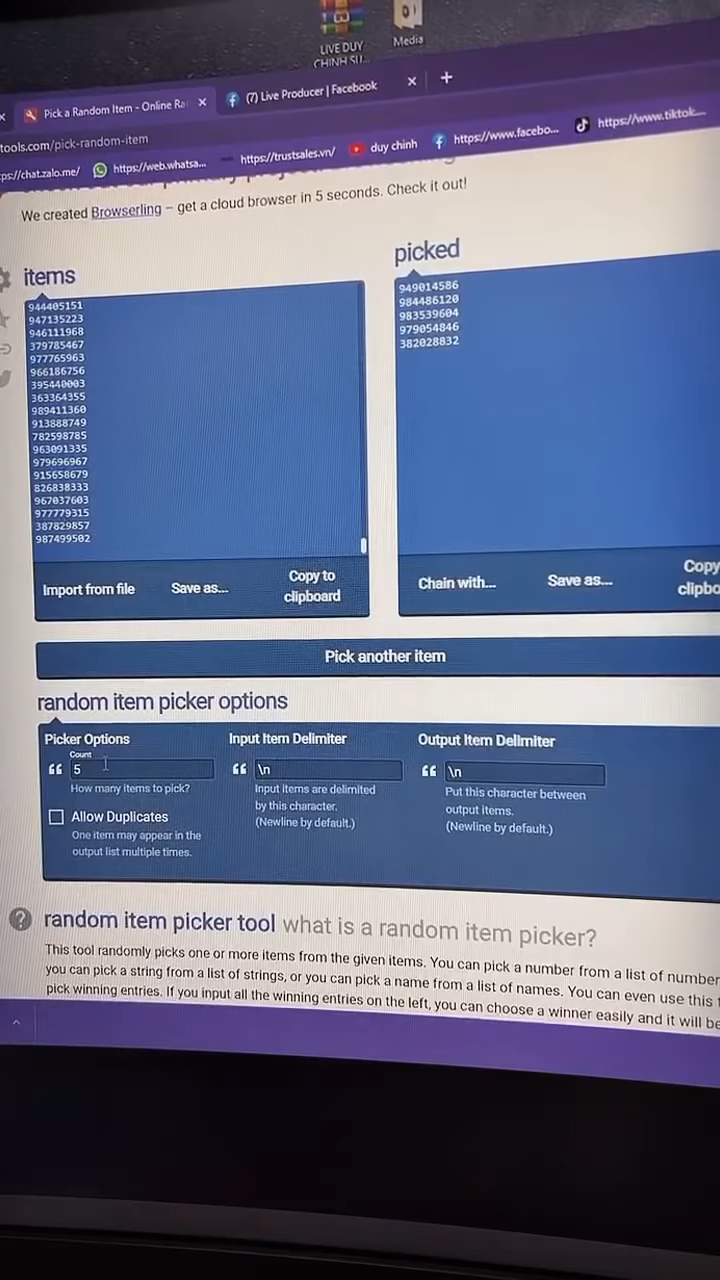 LIVE DUY
CHINH SU...
Media
Pick a Random Item - Online Ra
(7) Live Producer | Facebook
tools.com/pick-random-item
ps://chat.zalo.me/
https://web.whatsa...
https://trustsales.vn/
duy chinh
https://www.facebo...
https://www.tiktok....
We created Browserling – get a cloud browser in 5 seconds. Check it out!
items
944405151
947135223
946111968
379785467
977765963
966186756
395440003
363364355
989411360
913888749
782598785
963091335
979696967
915658679
826838333
967037603
977779315
387829857
987499502
Import from file
Save as...
Copy to
clipboard
picked
949014586
984486120
983539604
979054846
382028832
Chain with...
Save as...
Copy
clipbo
Pick another item
random item picker options
Picker Options
Count
5
How many items to pick?
Allow Duplicates
One item may appear in the
output list multiple times.
Input Item Delimiter
\n
Input items are delimited
by this character.
(Newline by default.)
Output Item Delimiter
\n
Put this character between
output items.
(Newline by default.)
random item picker tool what is a random item picker?
This tool randomly picks one or more items from the given items. You can pick a number from a list of number
you can pick a string from a list of strings, or you can pick a name from a list of names. You can even use this t
pick winning entries. If you input all the winning entries on the left, you can choose a winner easily and it will be